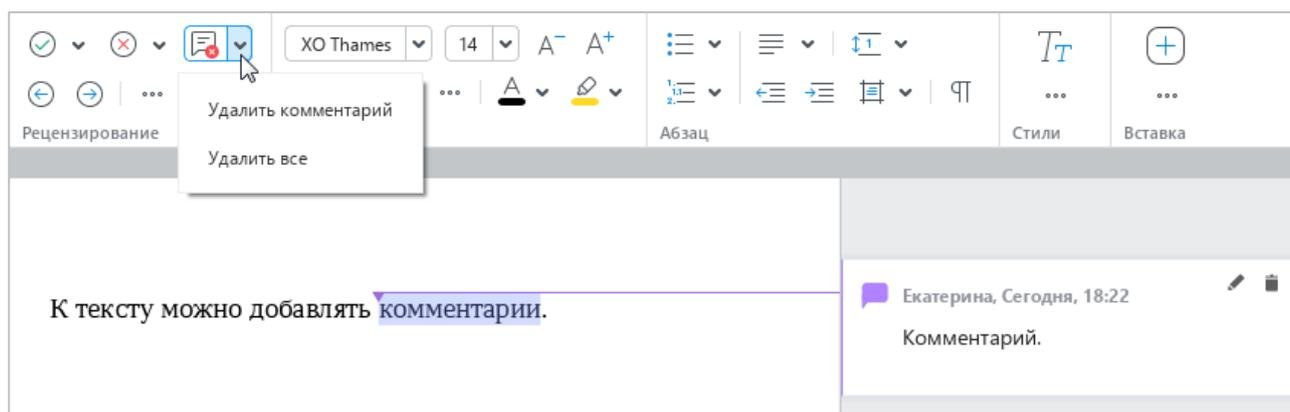 XO Thames
14
Удалить комментарий
Удалить все
Рецензирование
Абзац
Стили
Вставка
К тексту можно добавлять комментарии.
Екатерина, Сегодня, 18:22
Комментарий.